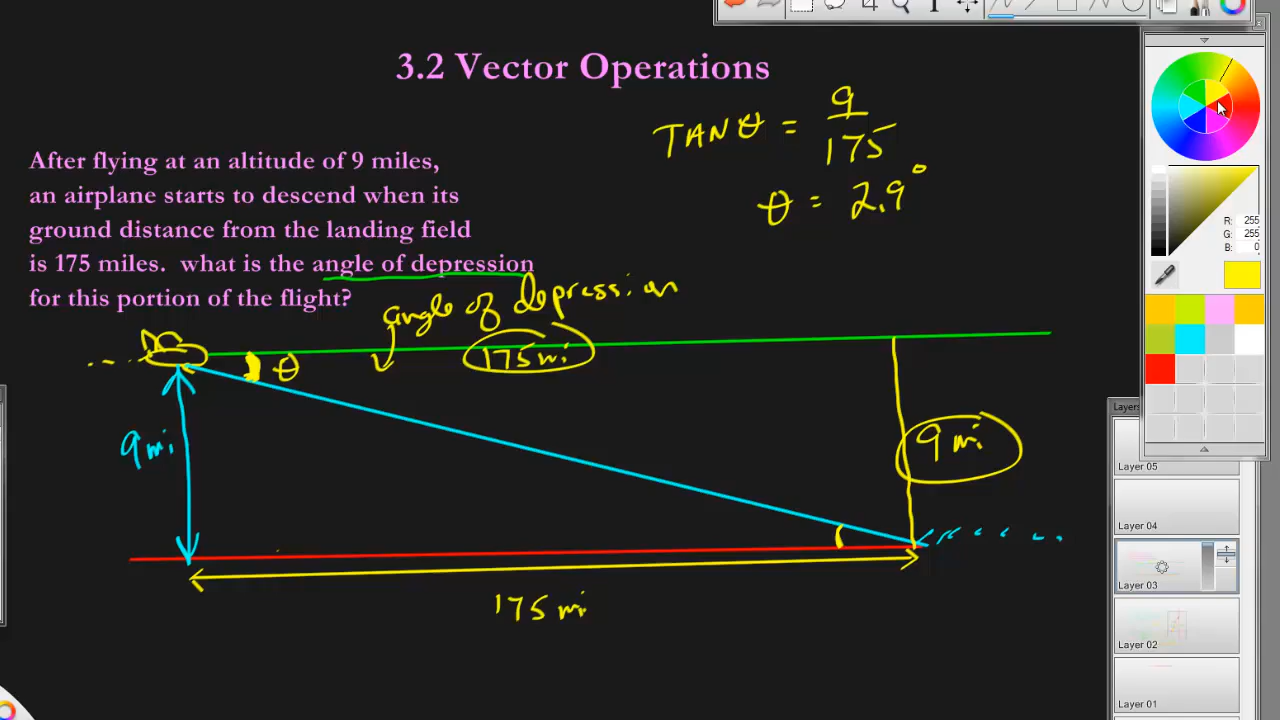 3.2 Vector Operations
TAN θ = 9/175
θ = 2.9°
After flying at an altitude of 9 miles,
an airplane starts to descend when its
ground distance from the landing field
is 175 miles. what is the angle of depression
for this portion of the flight?
angle of depression
175 mi
θ
9 mi
9 mi
175 mi
R: 255
G: 255
B: 0
Layers
Layer 05
Layer 04
Layer 03
Layer 02
Layer 01